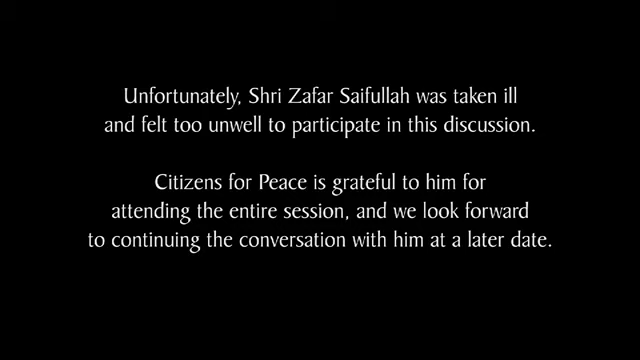 Unfortunately, Shri Zafar Saifullah was taken ill
and felt too unwell to participate in this discussion.
Citizens for Peace is grateful to him for
attending the entire session, and we look forward
to continuing the conversation with him at a later date.